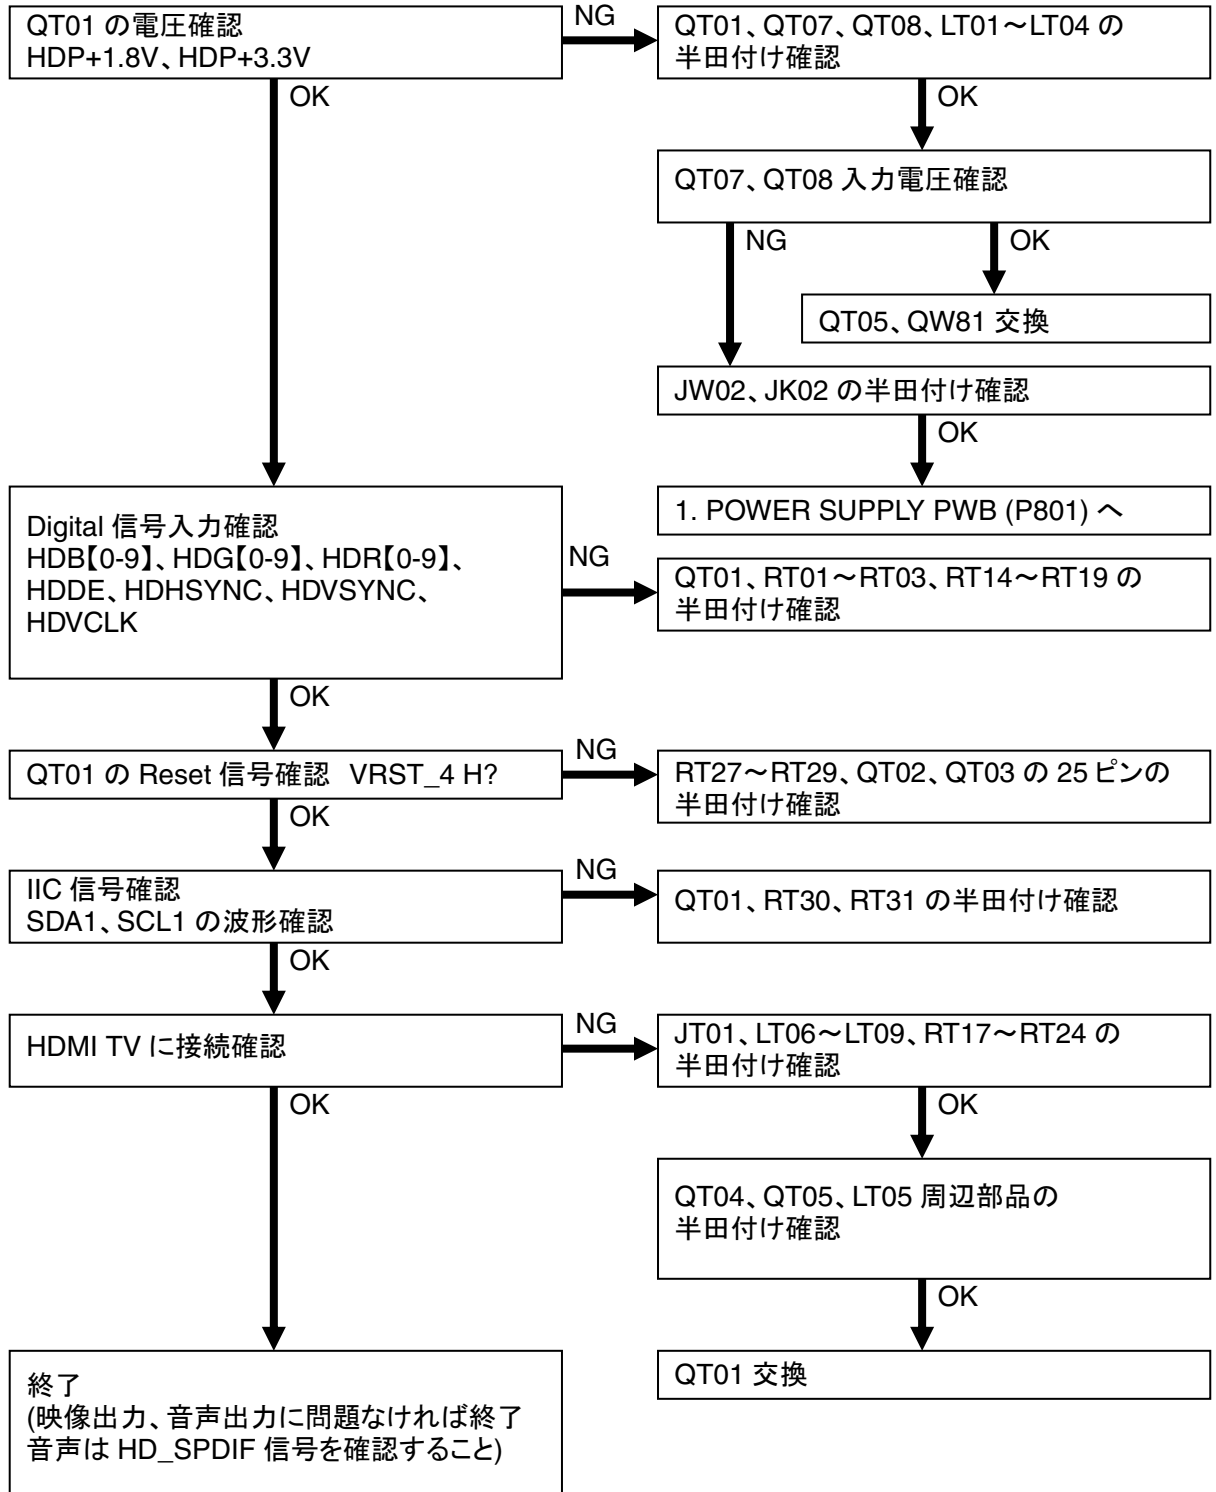 QT01 の電圧確認
HDP+1.8V、HDP+3.3V
NG
QT01、QT07、QT08、LT01～LT04 の
半田付け確認
OK
OK
QT07、QT08 入力電圧確認
NG
OK
QT05、QW81 交換
JW02、JK02 の半田付け確認
OK
1. POWER SUPPLY PWB (P801) へ
Digital 信号入力確認
HDB【0-9】、HDG【0-9】、HDR【0-9】、
HDDE、HDHSYNC、HDVSYNC、
HDVCLK
NG
QT01、RT01～RT03、RT14～RT19 の
半田付け確認
OK
QT01 の Reset 信号確認 VRST_4 H?
NG
RT27～RT29、QT02、QT03 の 25 ピンの
半田付け確認
OK
IIC 信号確認
SDA1、SCL1 の波形確認
NG
QT01、RT30、RT31 の半田付け確認
OK
HDMI TV に接続確認
NG
JT01、LT06～LT09、RT17～RT24 の
半田付け確認
OK
OK
QT04、QT05、LT05 周辺部品の
半田付け確認
OK
QT01 交換
終了
(映像出力、音声出力に問題なければ終了
音声は HD_SPDIF 信号を確認すること)